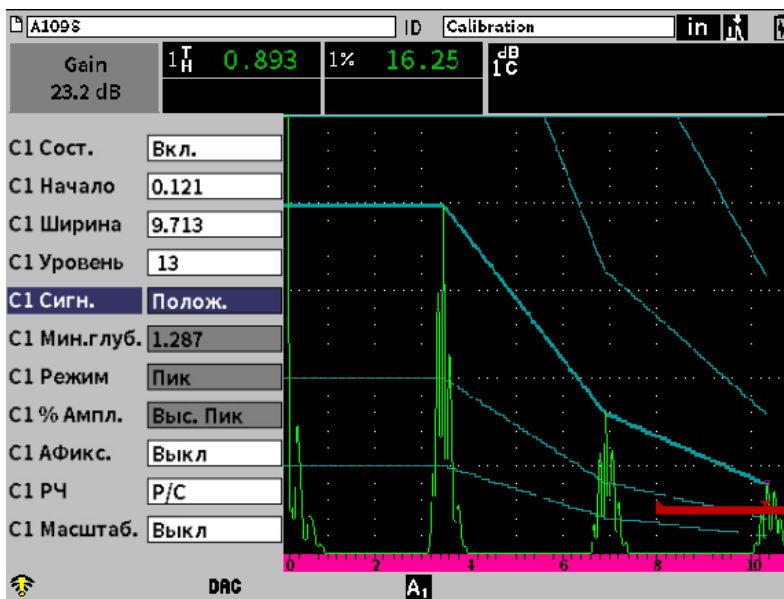 A109S ID Calibration in
Gain 23.2 dB
1 T H 0.893 1% 16.25 1 dB C
C1 Сост. Вкл.
C1 Начало 0.121
C1 Ширина 9.713
C1 Уровень 13
C1 Сигн. Полож.
C1 Мин.глуб. 1.287
C1 Режим Пик
C1 % Ампл. Выс. Пик
C1 АФикс. Выкл
C1 РЧ Р/С
C1 Масштаб. Выкл
0 2 4 6 8 10
DAC A1